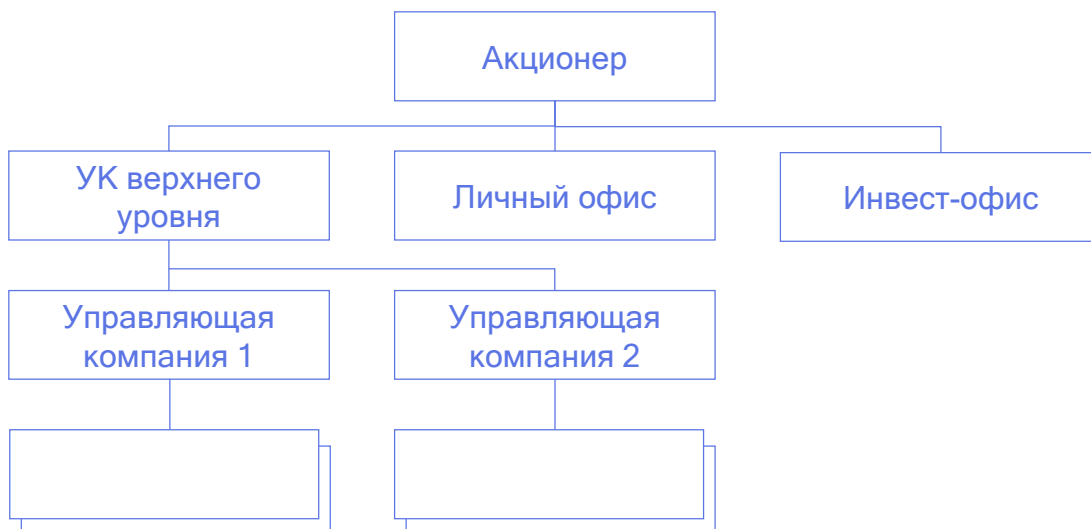 Акционер
УК верхнего
уровня
Личный офис
Инвест-офис
Управляющая
компания 1
Управляющая
компания 2